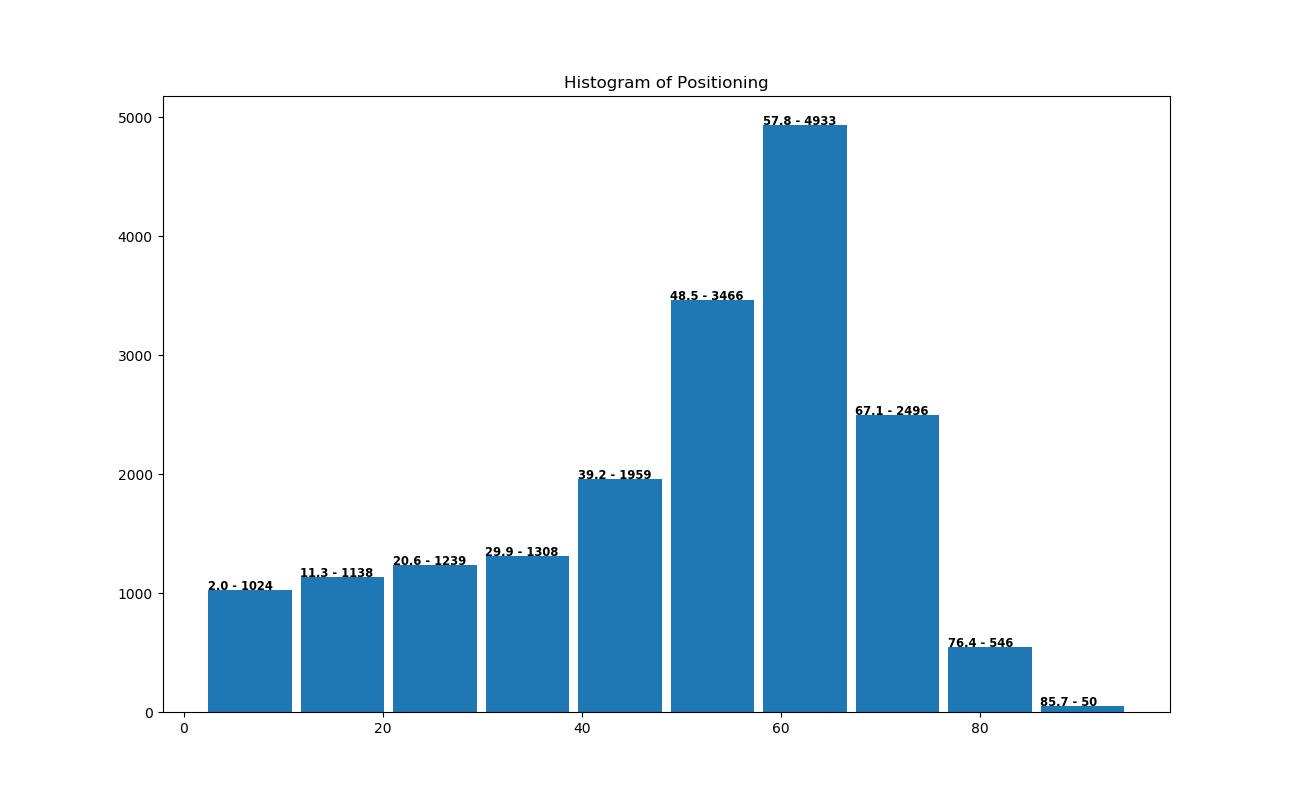 Histogram of Positioning
5000
4000
3000
2000
1000
0
57.8 - 4933
48.5 - 3466
67.1 - 2496
39.2 - 1959
29.9 - 1308
20.6 - 1239
11.3 - 1138
2.0 - 1024
76.4 - 546
85.7 - 50
0 20 40 60 80